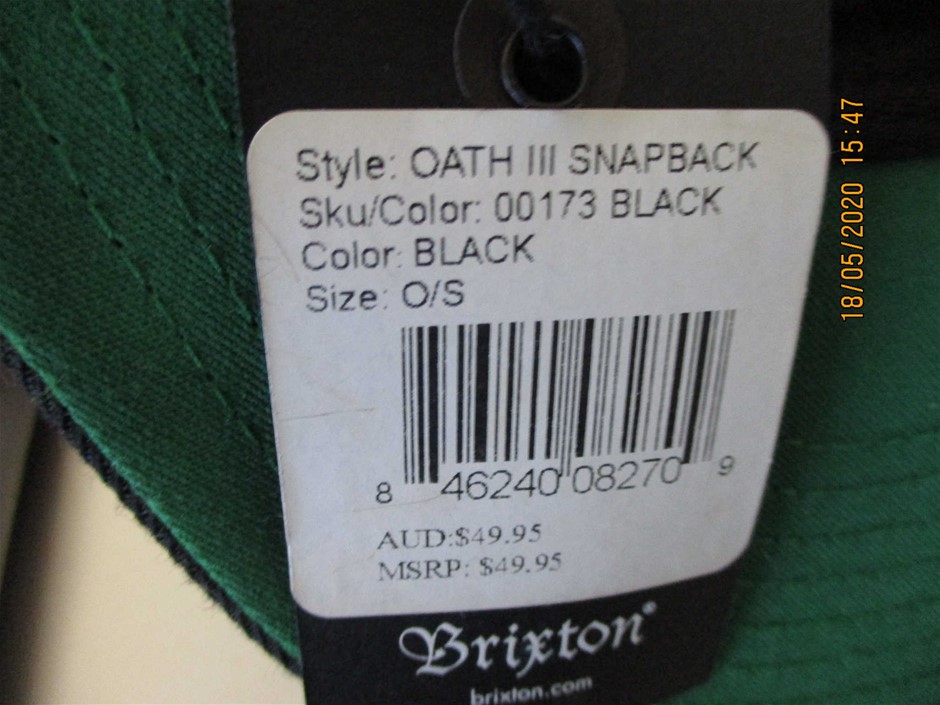 Style: OATH III SNAPBACK
Sku/Color: 00173 BLACK
Color: BLACK
Size: O/S
8 46240 08270 9
AUD:$49.95
MSRP: $49.95
Brixton®
brixton.com
18/05/2020 15:47